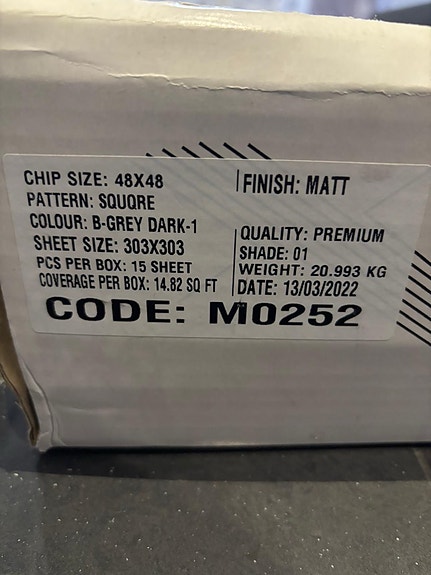 CHIP SIZE: 48X48
PATTERN: SQUQRE
COLOUR: B-GREY DARK-1
SHEET SIZE: 303X303
PCS PER BOX: 15 SHEET
COVERAGE PER BOX: 14.82 SQ FT
FINISH: MATT
QUALITY: PREMIUM
SHADE: 01
WEIGHT: 20.993 KG
DATE: 13/03/2022
CODE: M0252